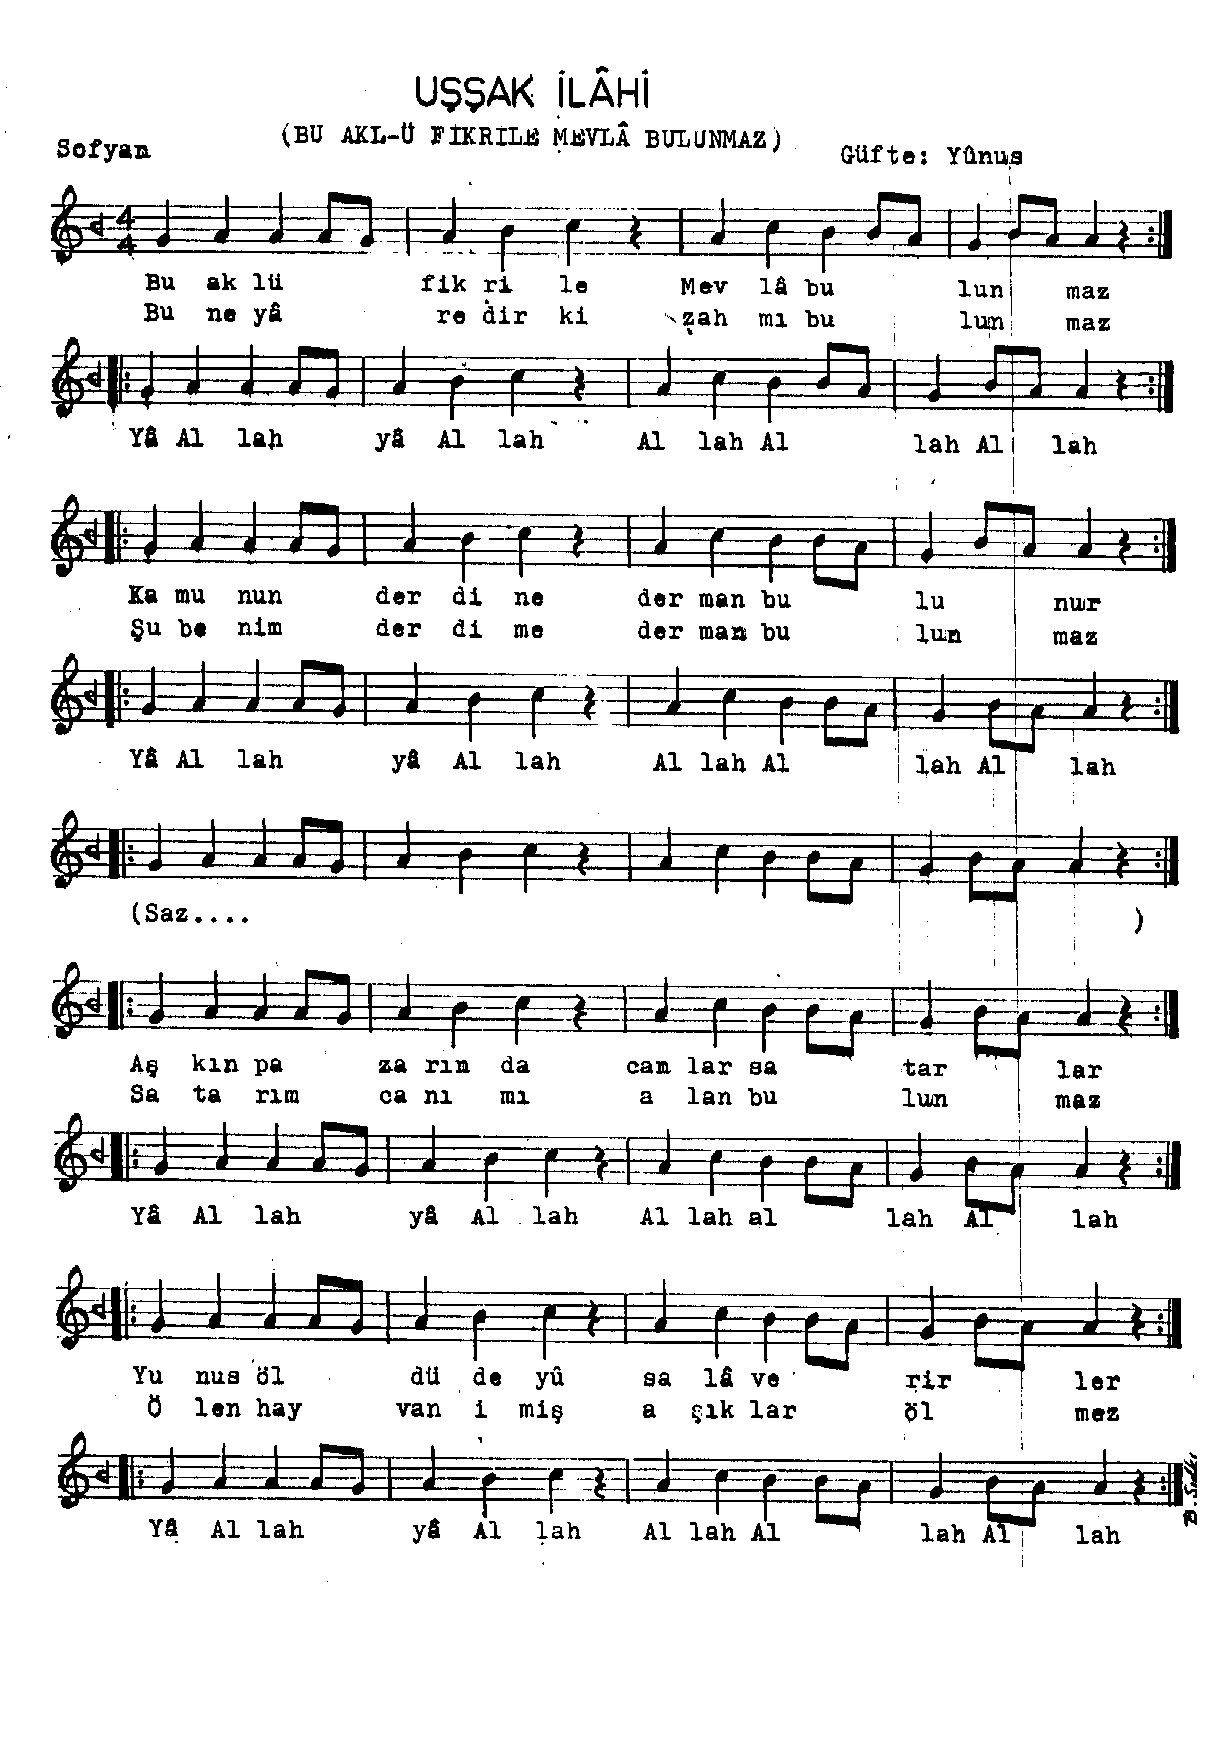 UŞŞAK İLÂHİ
(BU AKL-Ü FİKRILE MEVLÂ BULUNMAZ)
Sofyan
Güfte: Yûnus
4
4
Bu ak lü fik ri le Mev lâ bu lun maz
Bu ne yâ re dir ki zah mı bu lun maz
Yâ Al lah yâ Al lah Al lah Al lah Al lah
Ka mu nun der di ne der man bu lu nur
Şu be nim der di me der man bu lun maz
Yâ Al lah yâ Al lah Al lah Al lah Al lah
(Saz.... )
Aş kın pa za rın da can lar sa tar lar
Sa ta rım ca nı mı a lan bu lun maz
Yâ Al lah yâ Al lah Al lah al lah Al lah
Yu nus öl dü de yû sa lâ ve rir ler
Ö len hay van i miş a şık lar öl mez
Yâ Al lah yâ Al lah Al lah Al lah Al lah